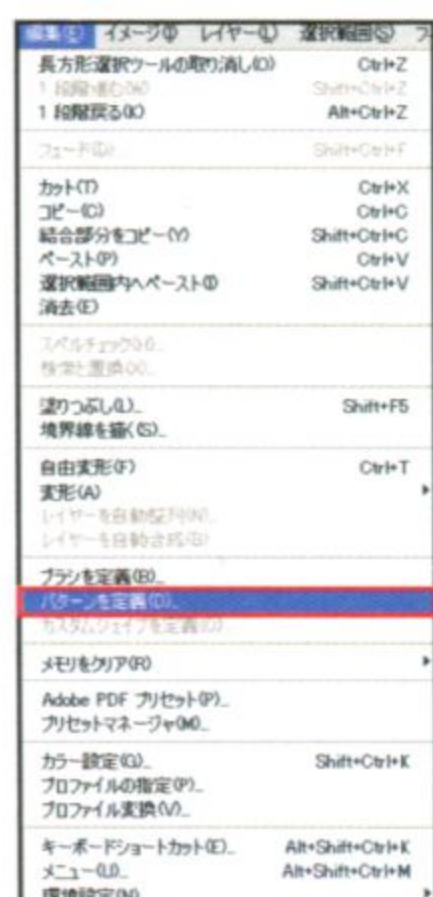 編集(E) イメージ(I) レイヤー(L) 選択範囲(S)
長方形選択ツールの取り消し(O) Ctrl+Z
1 段階進む(W) Shift+Ctrl+Z
1 段階戻る(K) Alt+Ctrl+Z
フェード(D)... Shift+Ctrl+F
カット(T) Ctrl+X
コピー(C) Ctrl+C
結合部分をコピー(Y) Shift+Ctrl+C
ペースト(P) Ctrl+V
選択範囲内へペースト(I) Shift+Ctrl+V
消去(E)
スペルチェック(H)...
検索と置換(X)...
塗りつぶし(L)... Shift+F5
境界線を描く(S)...
自由変形(F) Ctrl+T
変形(A)
レイヤーを自動整列(N)...
レイヤーを自動合成(B)
ブラシを定義(B)...
パターンを定義(D)...
カスタムシェイプを定義(O)
メモリをクリア(R)
Adobe PDF プリセット(P)...
プリセットマネージャ(M)...
カラー設定(G)... Shift+Ctrl+K
プロファイルの指定(P)...
プロファイル変換(V)...
キーボードショートカット(E)... Alt+Shift+Ctrl+K
メニュー(U)... Alt+Shift+Ctrl+M
環境設定(N)